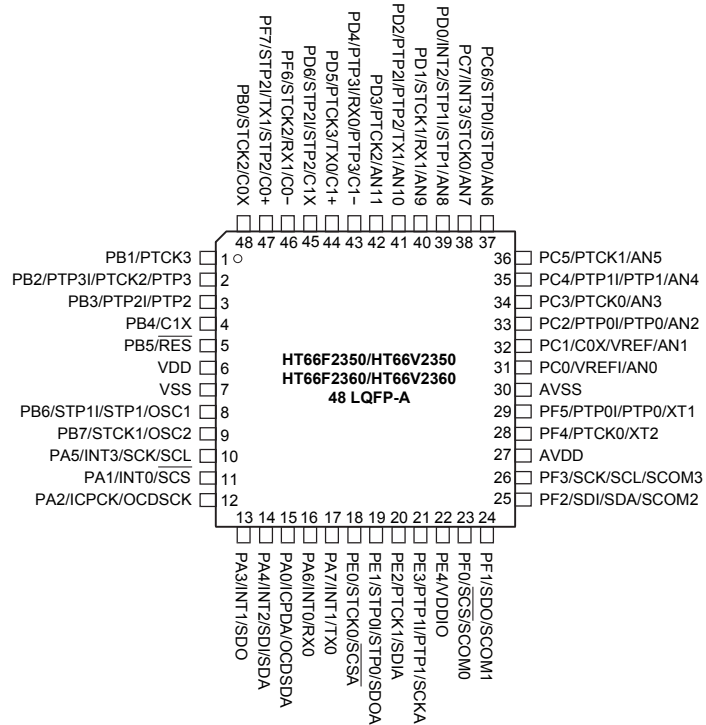 PB0/STCK2/C0X
PF7/STP2I/TX1/STP2/C0+
PF6/STCK2/RX1/C0−
PD6/STP2I/STP2/C1X
PD5/PTCK3/TX0/C1+
PD4/PTP3I/RX0/PTP3/C1−
PD3/PTCK2/AN11
PD2/PTP2I/PTP2/TX1/AN10
PD1/STCK1/RX1/AN9
PD0/INT2/STP1I/STP1/AN8
PC7/INT3/STCK0/AN7
PC6/STP0I/STP0/AN6
48 47 46 45 44 43 42 41 40 39 38 37
PB1/PTCK3 1
PB2/PTP3I/PTCK2/PTP3 2
PB3/PTP2I/PTP2 3
PB4/C1X 4
PB5/RES 5
VDD 6
VSS 7
PB6/STP1I/STP1/OSC1 8
PB7/STCK1/OSC2 9
PA5/INT3/SCK/SCL 10
PA1/INT0/SCS 11
PA2/ICPCK/OCDSCK 12
HT66F2350/HT66V2350
HT66F2360/HT66V2360
48 LQFP-A
36 PC5/PTCK1/AN5
35 PC4/PTP1I/PTP1/AN4
34 PC3/PTCK0/AN3
33 PC2/PTP0I/PTP0/AN2
32 PC1/C0X/VREF/AN1
31 PC0/VREFI/AN0
30 AVSS
29 PF5/PTP0I/PTP0/XT1
28 PF4/PTCK0/XT2
27 AVDD
26 PF3/SCK/SCL/SCOM3
25 PF2/SDI/SDA/SCOM2
13 14 15 16 17 18 19 20 21 22 23 24
PA3/INT1/SDO
PA4/INT2/SDI/SDA
PA0/ICPDA/OCDSDA
PA6/INT0/RX0
PA7/INT1/TX0
PE0/STCK0/SCSA
PE1/STP0I/STP0/SDOA
PE2/PTCK1/SDIA
PE3/PTP1I/PTP1/SCKA
PE4/VDDIO
PF0/SCS/SCOM0
PF1/SDO/SCOM1